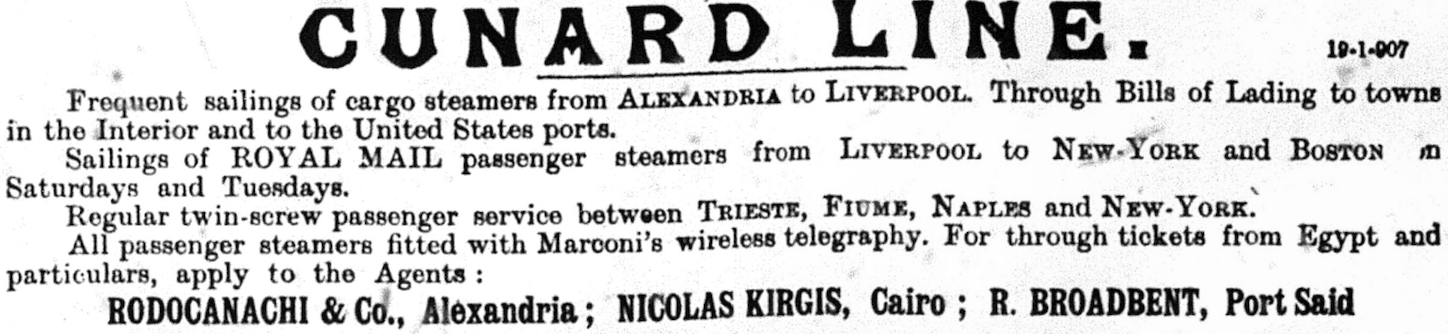 CUNARD LINE.
19-1-907
Frequent sailings of cargo steamers from ALEXANDRIA to LIVERPOOL. Through Bills of Lading to towns
in the Interior and to the United States ports.
Sailings of ROYAL MAIL passenger steamers from LIVERPOOL to NEW-YORK and BOSTON
Saturdays and Tuesdays.
Regular twin-screw passenger service between TRIESTE, FIUME, NAPLES and NEW-YORK.
All passenger steamers fitted with Marconi's wireless telegraphy. For through tickets from Egypt and
particulars, apply to the Agents :
RODOCANACHI & Co., Alexandria ; NICOLAS KIRGIS, Cairo ; R. BROADBENT, Port Said